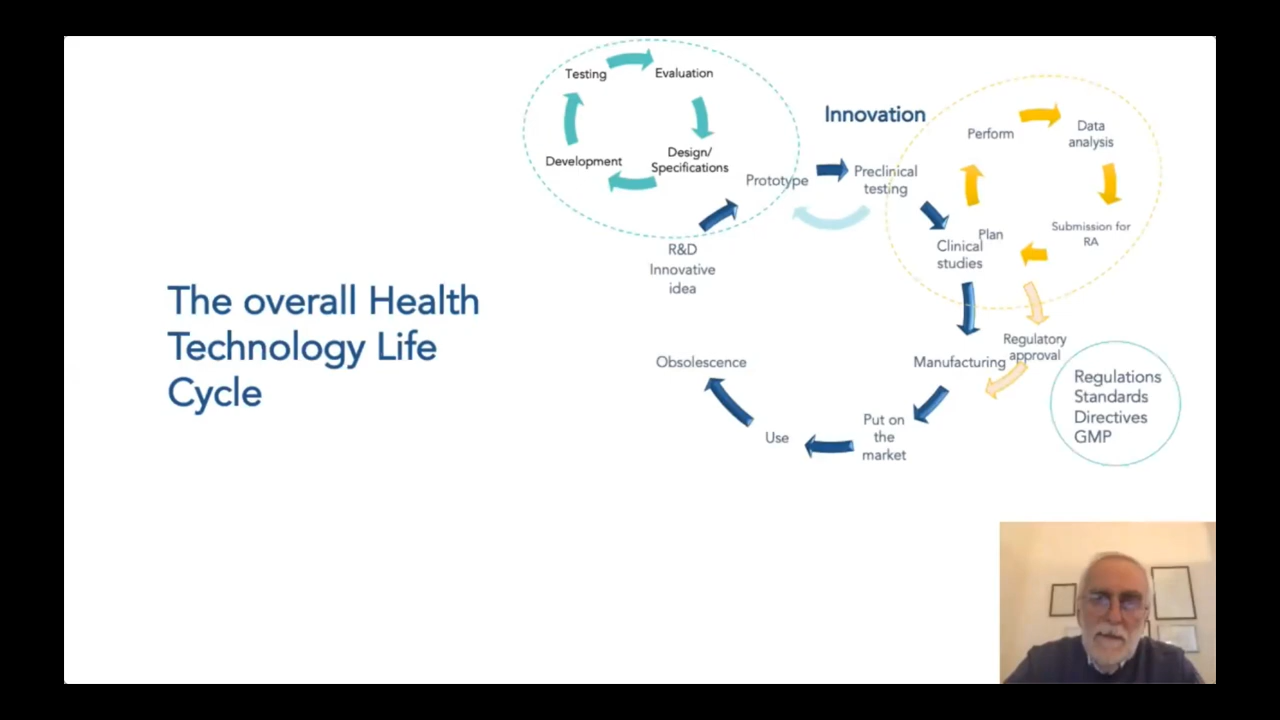 The overall Health
Technology Life
Cycle
Testing
Evaluation
Development
Design/
Specifications
Prototype
R&D
Innovative
idea
Innovation
Preclinical
testing
Perform
Data
analysis
Submission for
RA
Plan
Clinical
studies
Regulatory
approval
Manufacturing
Regulations
Standards
Directives
GMP
Put on
the
market
Use
Obsolescence